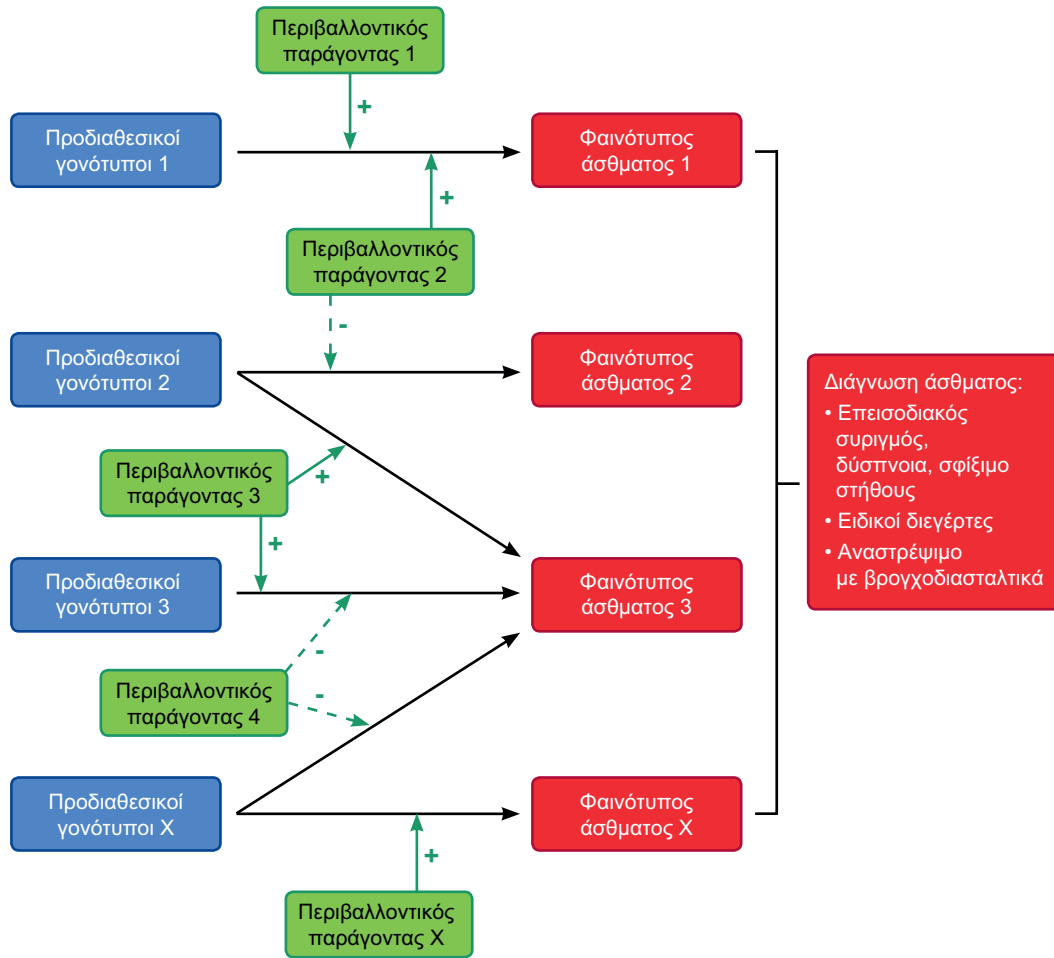 Περιβαλλοντικός
παράγοντας 1
+
Προδιαθεσικοί
γονότυποι 1
Φαινότυπος
άσθματος 1
+
Περιβαλλοντικός
παράγοντας 2
-
Προδιαθεσικοί
γονότυποι 2
Φαινότυπος
άσθματος 2
Περιβαλλοντικός
παράγοντας 3
+
+
Προδιαθεσικοί
γονότυποι 3
Φαινότυπος
άσθματος 3
-
Περιβαλλοντικός
παράγοντας 4
-
Προδιαθεσικοί
γονότυποι X
Φαινότυπος
άσθματος X
+
Περιβαλλοντικός
παράγοντας X
Διάγνωση άσθματος:
• Επεισοδιακός
συριγμός,
δύσπνοια, σφίξιμο
στήθους
• Ειδικοί διεγέρτες
• Αναστρέψιμο
με βρογχοδιασταλτικά